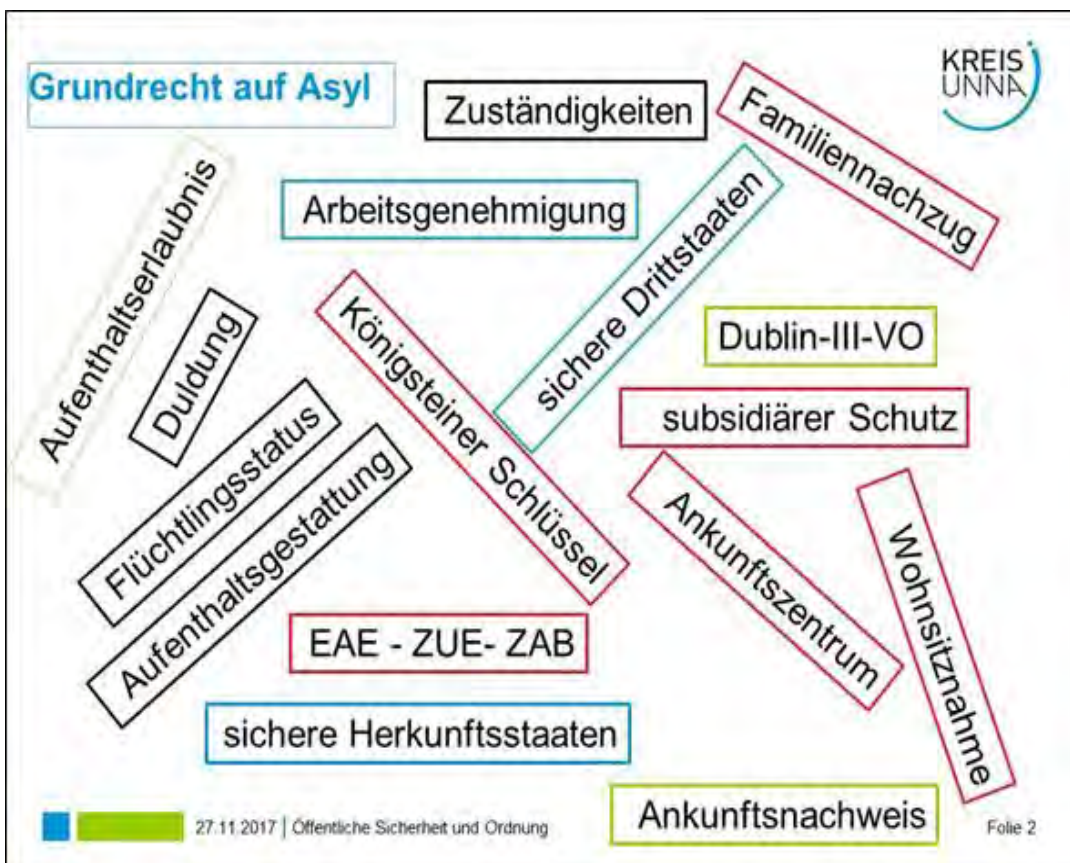 Grundrecht auf Asyl
KREIS
UNNA
Zuständigkeiten
Familiennachzug
Aufenthaltserlaubnis
Arbeitsgenehmigung
sichere Drittstaaten
Duldung
Königsteiner Schlüssel
Dublin-III-VO
subsidiärer Schutz
Flüchtlingsstatus
Aufenthaltsgestattung
Ankunftszentrum
Wohnsitznahme
EAE - ZUE- ZAB
sichere Herkunftsstaaten
Ankunftsnachweis
27.11.2017 | Öffentliche Sicherheit und Ordnung
Folie 2